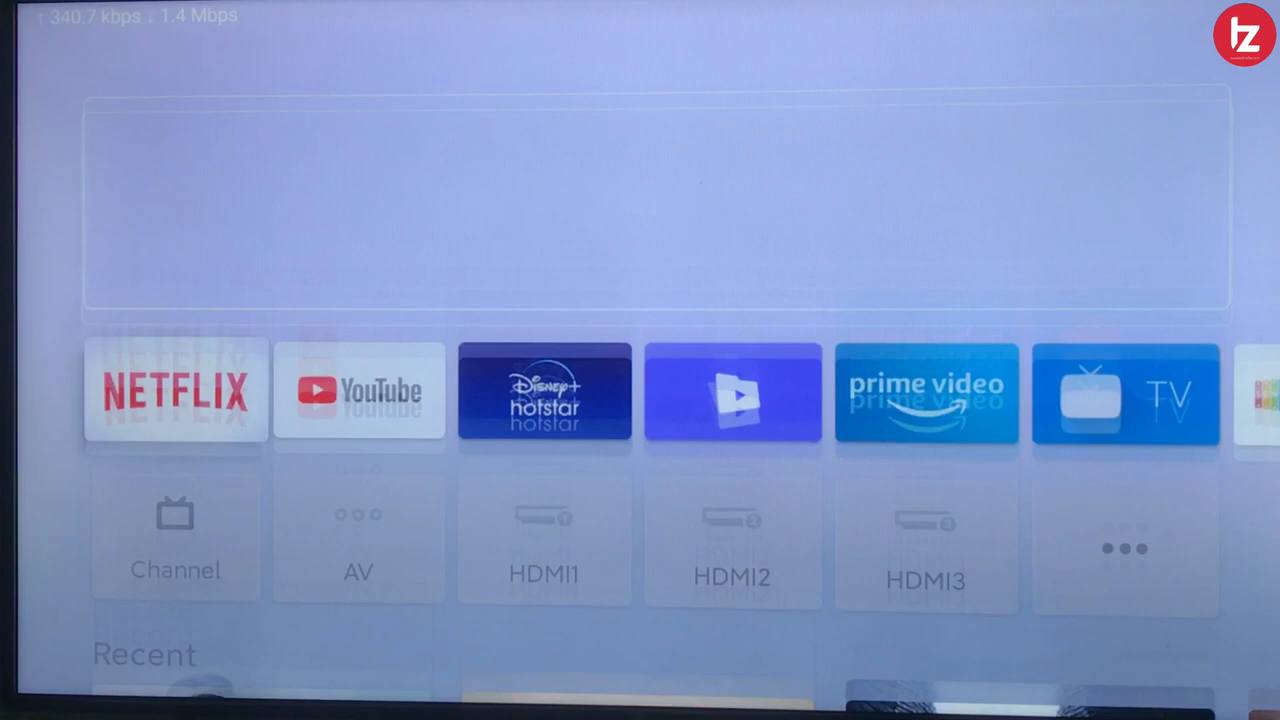 ↑ 340.7 kbps ↓ 1.4 Mbps
tz
NETFLIX
YouTube
Disney+
hotstar
prime video
TV
Channel
AV
HDMI1
HDMI2
HDMI3
Recent